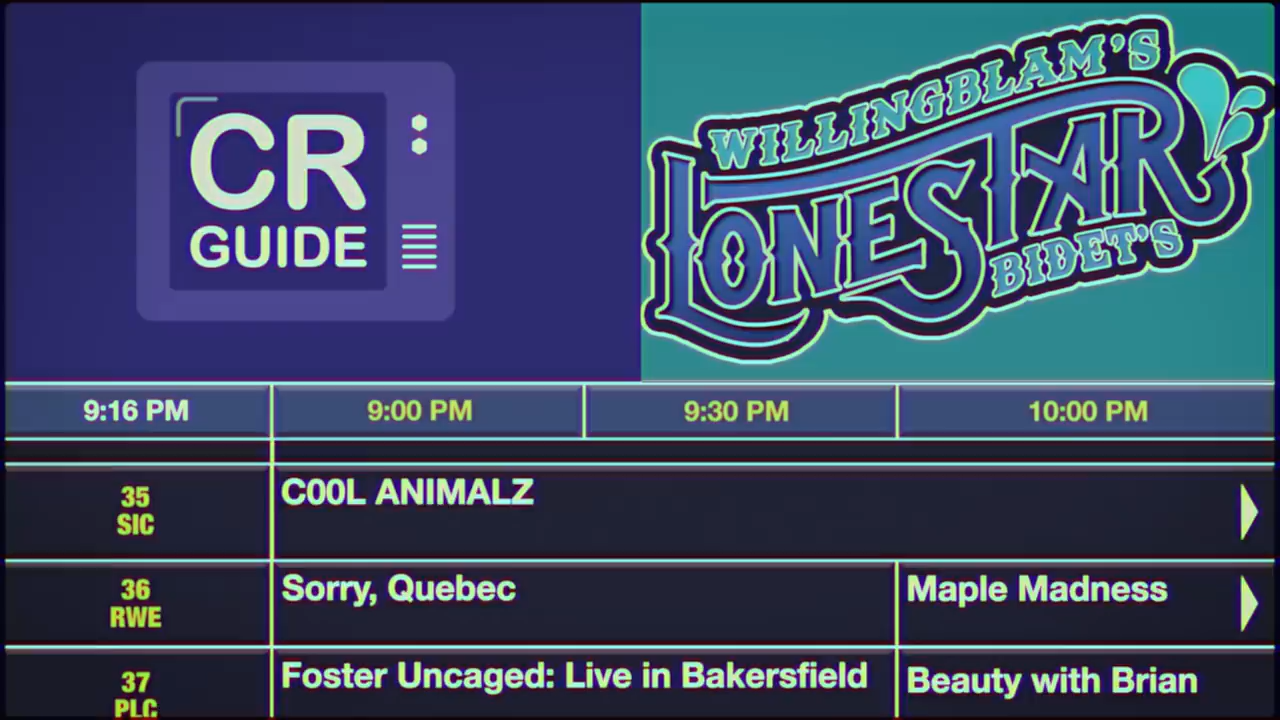 CR
GUIDE
WILLINGBLAM'S
LONESTAR
BIDET'S
9:16 PM
9:00 PM
9:30 PM
10:00 PM
35
SIC
C00L ANIMALZ
36
RWE
Sorry, Quebec
Maple Madness
37
PLC
Foster Uncaged: Live in Bakersfield
Beauty with Brian